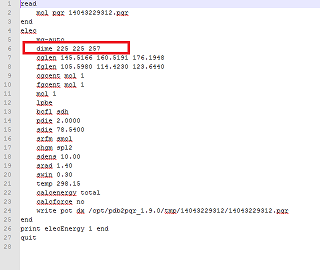 1 read
2 mol pqr 14043229312.pqr
3 end
4 elec
5 mg-auto
6 dime 225 225 257
7 cglen 145.5166 160.5191 176.1948
8 fglen 105.5980 114.4230 123.6440
9 cgcent mol 1
10 fgcent mol 1
11 mol 1
12 lpbe
13 bcfl sdh
14 pdie 2.0000
15 sdie 78.5400
16 srfm smol
17 chgm spl2
18 sdens 10.00
19 srad 1.40
20 swin 0.30
21 temp 298.15
22 calcenergy total
23 calcforce no
24 write pot dx /opt/pdb2pqr_1.9.0/tmp/14043229312/14043229312.pqr
25 end
26 print elecEnergy 1 end
27 quit
28